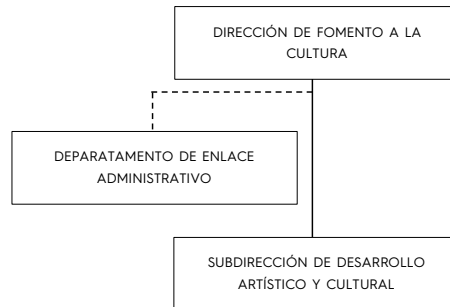 DIRECCIÓN DE FOMENTO A LA
CULTURA
DEPARATAMENTO DE ENLACE
ADMINISTRATIVO
SUBDIRECCIÓN DE DESARROLLO
ARTÍSTICO Y CULTURAL